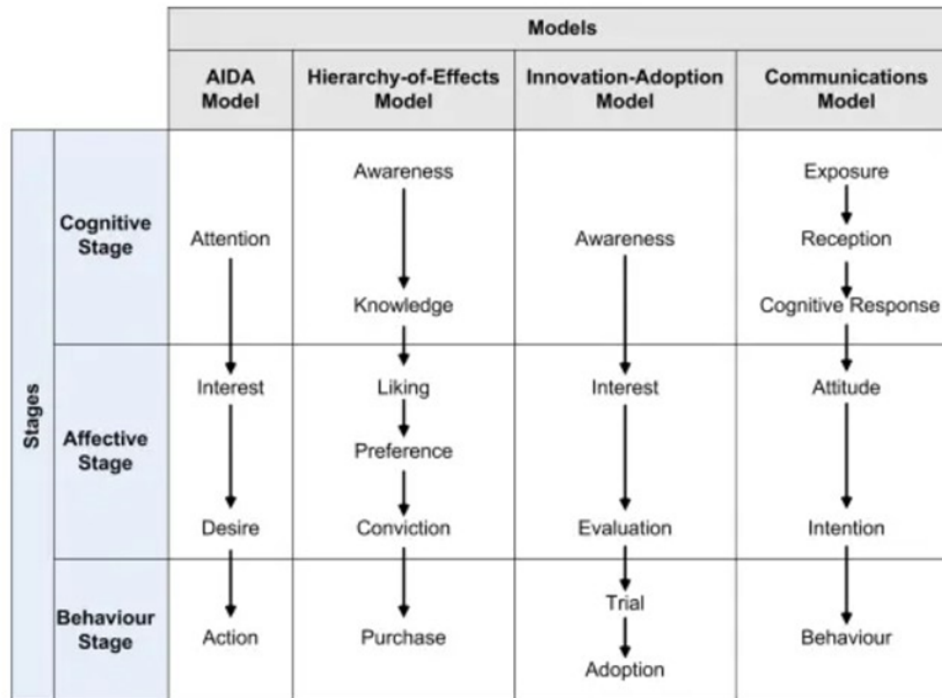 Models
AIDA
Model
Hierarchy-of-Effects
Model
Innovation-Adoption
Model
Communications
Model
Stages
Cognitive
Stage
Attention
Awareness
Knowledge
Awareness
Exposure
Reception
Cognitive Response
Affective
Stage
Interest
Desire
Liking
Preference
Conviction
Interest
Evaluation
Attitude
Intention
Behaviour
Stage
Action
Purchase
Trial
Adoption
Behaviour